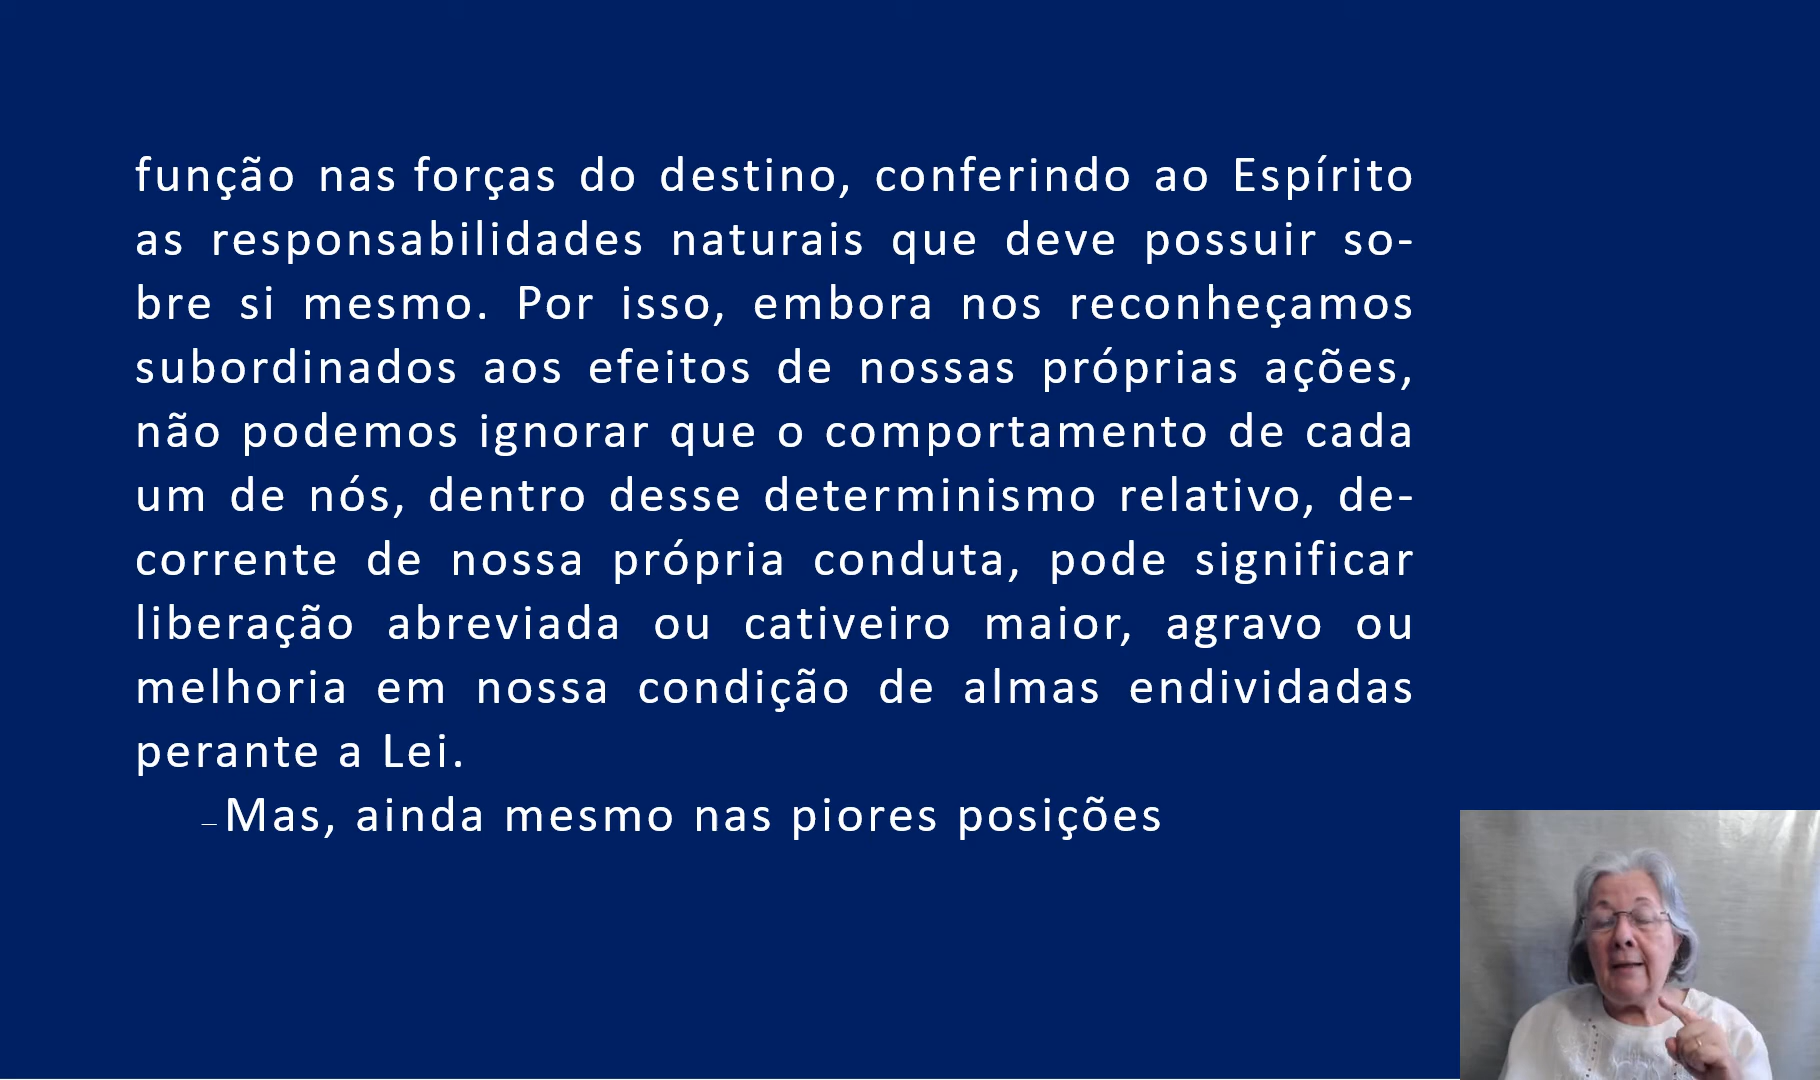 função nas forças do destino, conferindo ao Espírito
as responsabilidades naturais que deve possuir so-
bre si mesmo. Por isso, embora nos reconheçamos
subordinados aos efeitos de nossas próprias ações,
não podemos ignorar que o comportamento de cada
um de nós, dentro desse determinismo relativo, de-
corrente de nossa própria conduta, pode significar
liberação abreviada ou cativeiro maior, agravo ou
melhoria em nossa condição de almas endividadas
perante a Lei.
–Mas, ainda mesmo nas piores posições